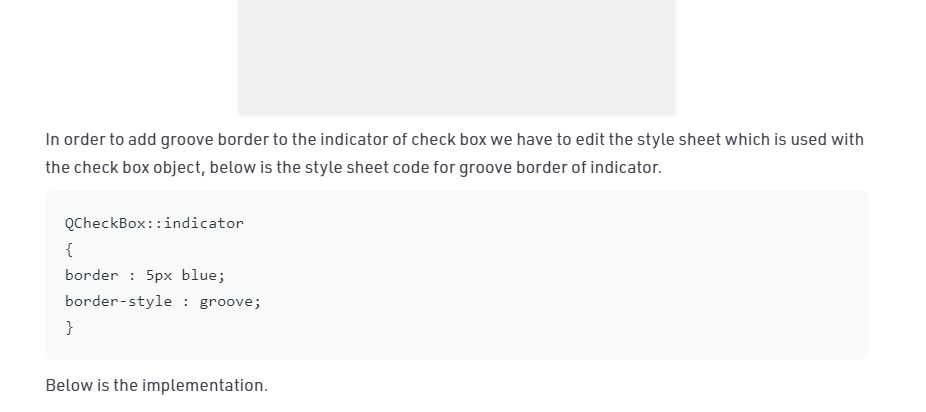 In order to add groove border to the indicator of check box we have to edit the style sheet which is used with
the check box object, below is the style sheet code for groove border of indicator.
QCheckBox::indicator
{
border : 5px blue;
border-style : groove;
}
Below is the implementation.